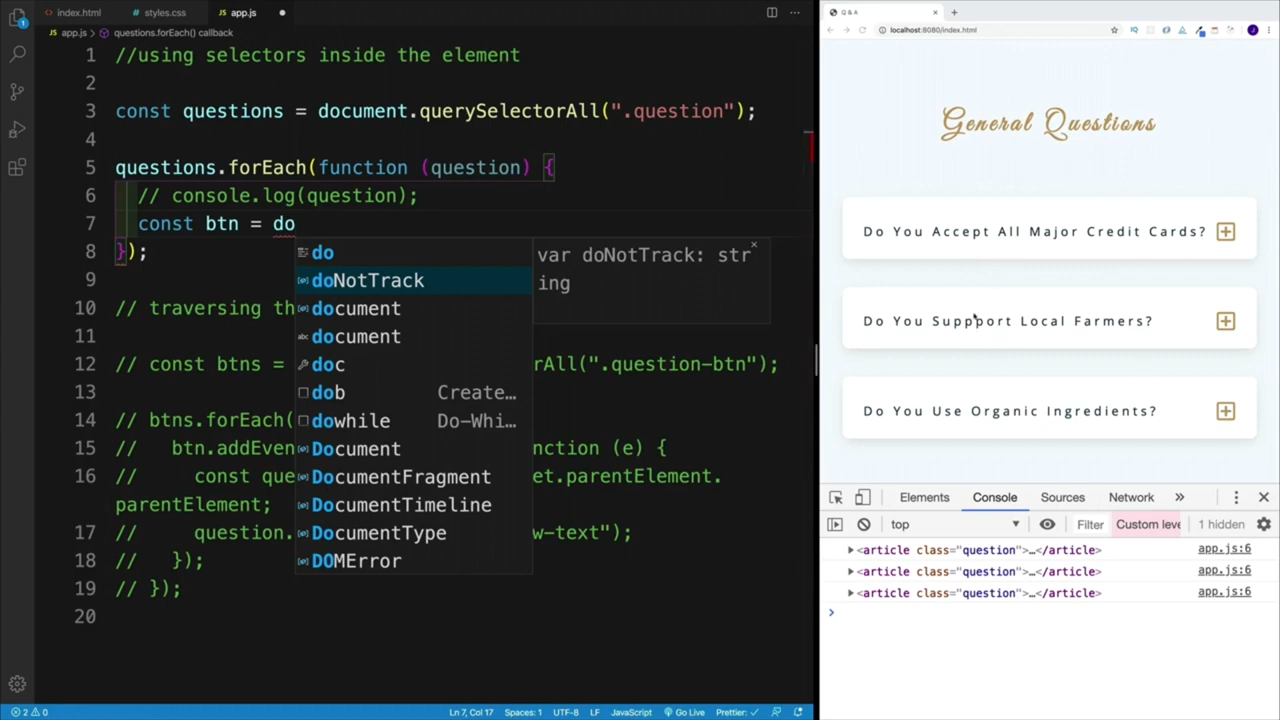 index.html
styles.css
app.js
app.js
questions.forEach() callback
1 //using selectors inside the element
2
3 const questions = document.querySelectorAll(".question");
4
5 questions.forEach(function (question) {
6 // console.log(question);
7 const btn = do
8 });
9
10 // traversing th
11
12 // const btns = rAll(".question-btn");
13
14 // btns.forEach(
15 // btn.addEven nction (e) {
16 // const que et.parentElement.
parentElement;
17 // question. w-text");
18 // });
19 // });
20
do
doNotTrack
document
document
doc
dob Create…
dowhile Do-Whi…
Document
DocumentFragment
DocumentTimeline
DocumentType
DOMError
var doNotTrack: str
ing
1
2 0
Ln 7, Col 17
Spaces: 1
UTF-8
LF
JavaScript
Go Live
Prettier: ✓
Q & A
localhost:8080/index.html
J
General Questions
Do You Accept All Major Credit Cards?
Do You Suppport Local Farmers?
Do You Use Organic Ingredients?
Elements
Console
Sources
Network
»
top
Filter
Custom leve
1 hidden
<article class="question">…</article> app.js:6
<article class="question">…</article> app.js:6
<article class="question">…</article> app.js:6